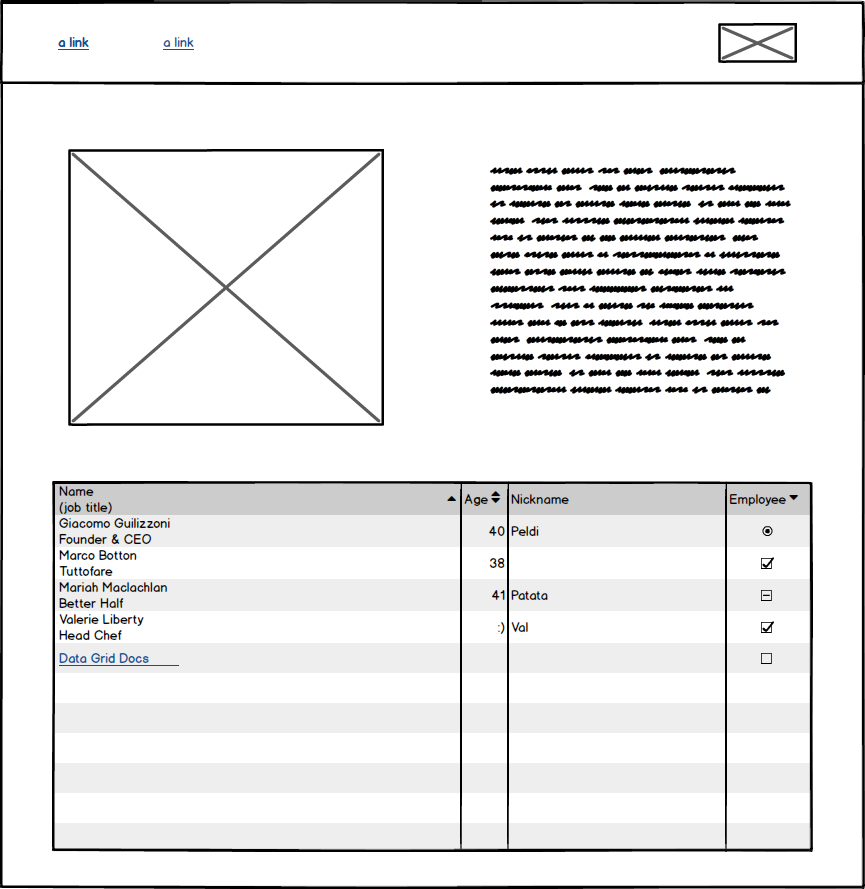 a link a link
Name
(job title)
Age Nickname Employee
Giacomo Guilizzoni
Founder & CEO
40 Peldi
Marco Botton
Tuttofare
38
Mariah Maclachlan
Better Half
41 Patata
Valerie Liberty
Head Chef
:) Val
Data Grid Docs